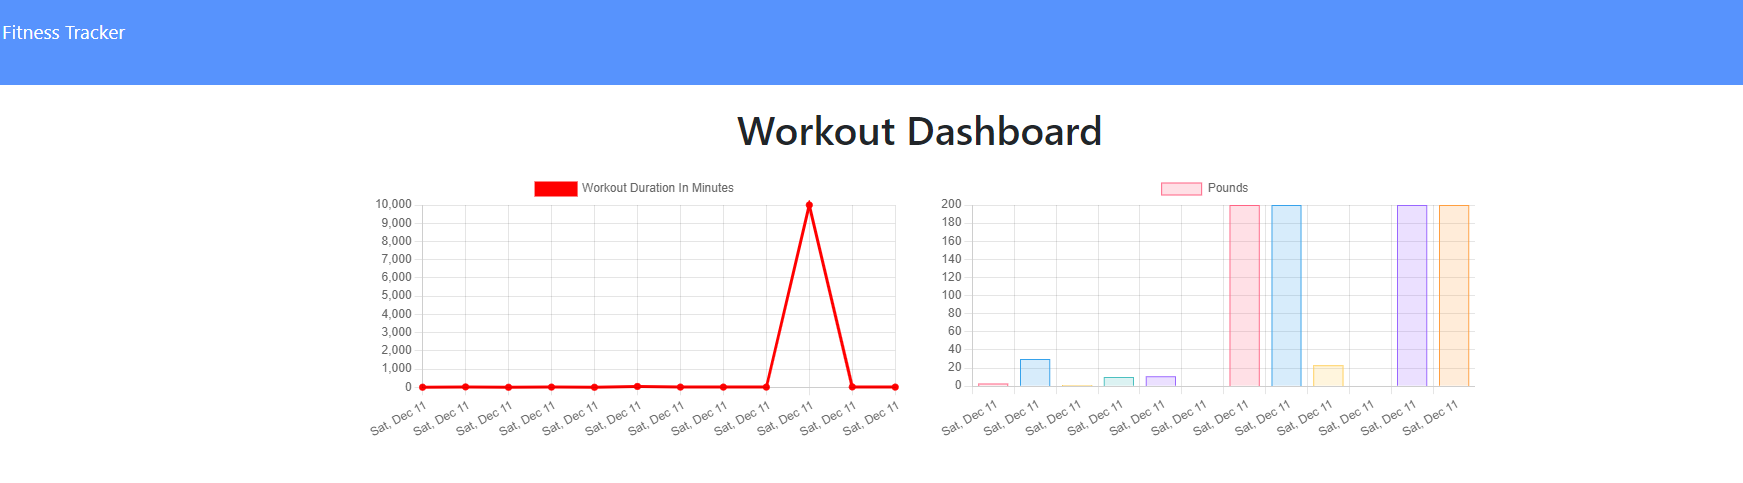 Fitness Tracker
Workout Dashboard
Workout Duration In Minutes
10,000
9,000
8,000
7,000
6,000
5,000
4,000
3,000
2,000
1,000
0
Sat, Dec 11
Sat, Dec 11
Sat, Dec 11
Sat, Dec 11
Sat, Dec 11
Sat, Dec 11
Sat, Dec 11
Sat, Dec 11
Sat, Dec 11
Sat, Dec 11
Sat, Dec 11
Sat, Dec 11
Pounds
200
180
160
140
120
100
80
60
40
20
0
Sat, Dec 11
Sat, Dec 11
Sat, Dec 11
Sat, Dec 11
Sat, Dec 11
Sat, Dec 11
Sat, Dec 11
Sat, Dec 11
Sat, Dec 11
Sat, Dec 11
Sat, Dec 11
Sat, Dec 11